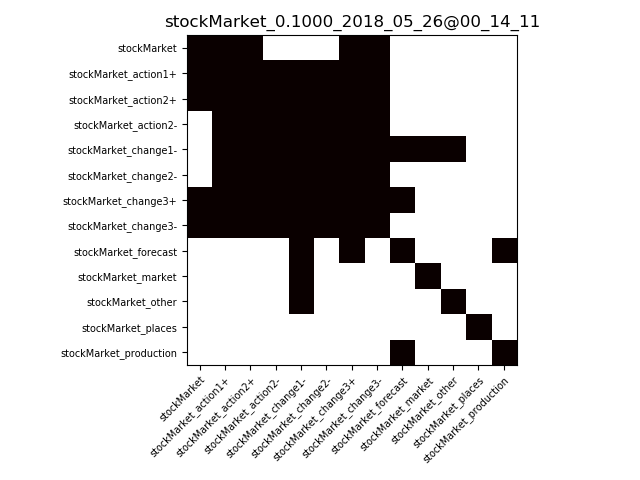 stockMarket_0.1000_2018_05_26@00_14_11
stockMarket
stockMarket_action1+
stockMarket_action2+
stockMarket_action2-
stockMarket_change1-
stockMarket_change2-
stockMarket_change3+
stockMarket_change3-
stockMarket_forecast
stockMarket_market
stockMarket_other
stockMarket_places
stockMarket_production
stockMarket
stockMarket_action1+
stockMarket_action2+
stockMarket_action2-
stockMarket_change1-
stockMarket_change2-
stockMarket_change3+
stockMarket_change3-
stockMarket_forecast
stockMarket_market
stockMarket_other
stockMarket_places
stockMarket_production